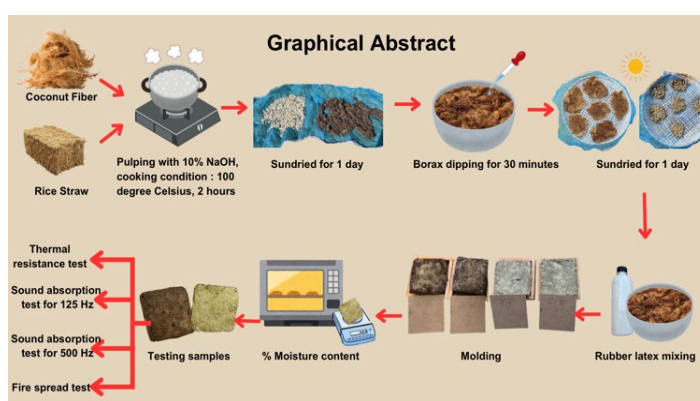 Graphical Abstract
Coconut Fiber
Rice Straw
Pulping with 10% NaOH,
cooking condition : 100
degree Celsius, 2 hours
Sundried for 1 day
Borax dipping for 30 minutes
Sundried for 1 day
Rubber latex mixing
Molding
% Moisture content
Testing samples
Thermal
resistance test
Sound absorption
test for 125 Hz
Sound absorption
test for 500 Hz
Fire spread test